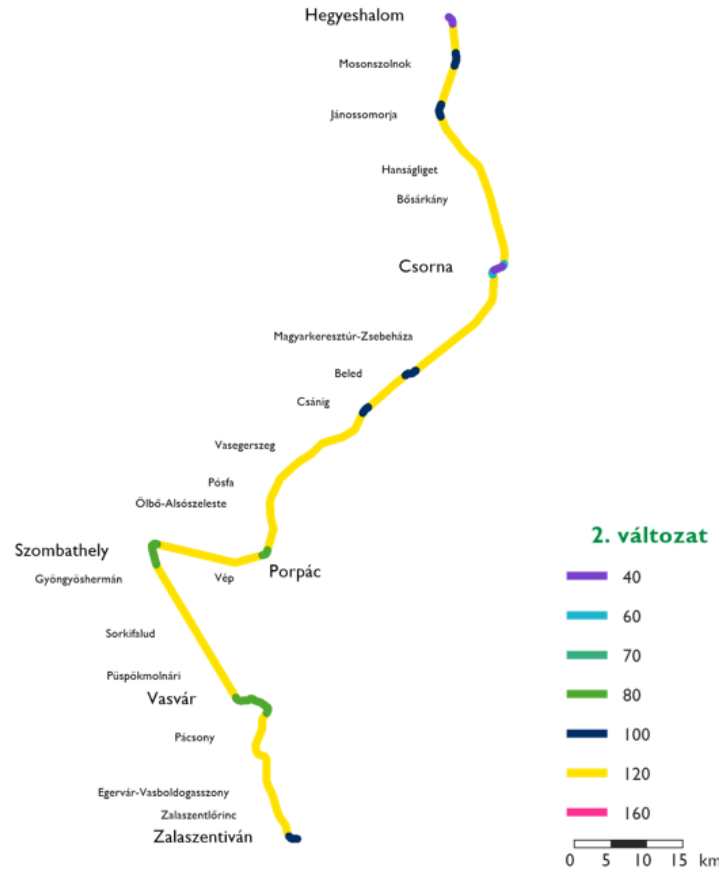 Hegyeshalom
Mosonszolnok
Jánossomorja
Hanságliget
Bősárkány
Csorna
Magyarkeresztúr-Zsebeháza
Beled
Csánig
Vasegerszeg
Pósfa
Ölbő-Alsószeleste
Szombathely
Gyöngyöshermán
Vép
Porpác
Sorkifalud
Püspökmolnári
Vasvár
Pácsony
Egervár-Vasboldogasszony
Zalaszentlőrinc
Zalaszentiván
2. változat
40
60
70
80
100
120
160
0 5 10 15 km